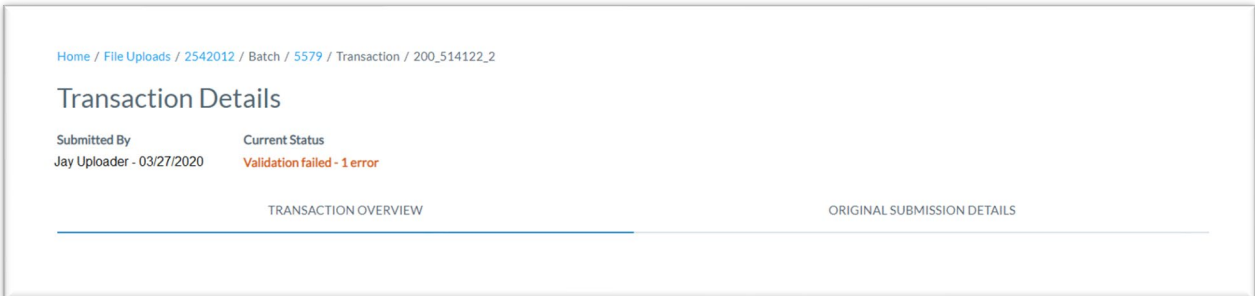 Home / File Uploads / 2542012 / Batch / 5579 / Transaction / 200_514122_2
Transaction Details
Submitted By Current Status
Jay Uploader - 03/27/2020 Validation failed - 1 error
TRANSACTION OVERVIEW ORIGINAL SUBMISSION DETAILS